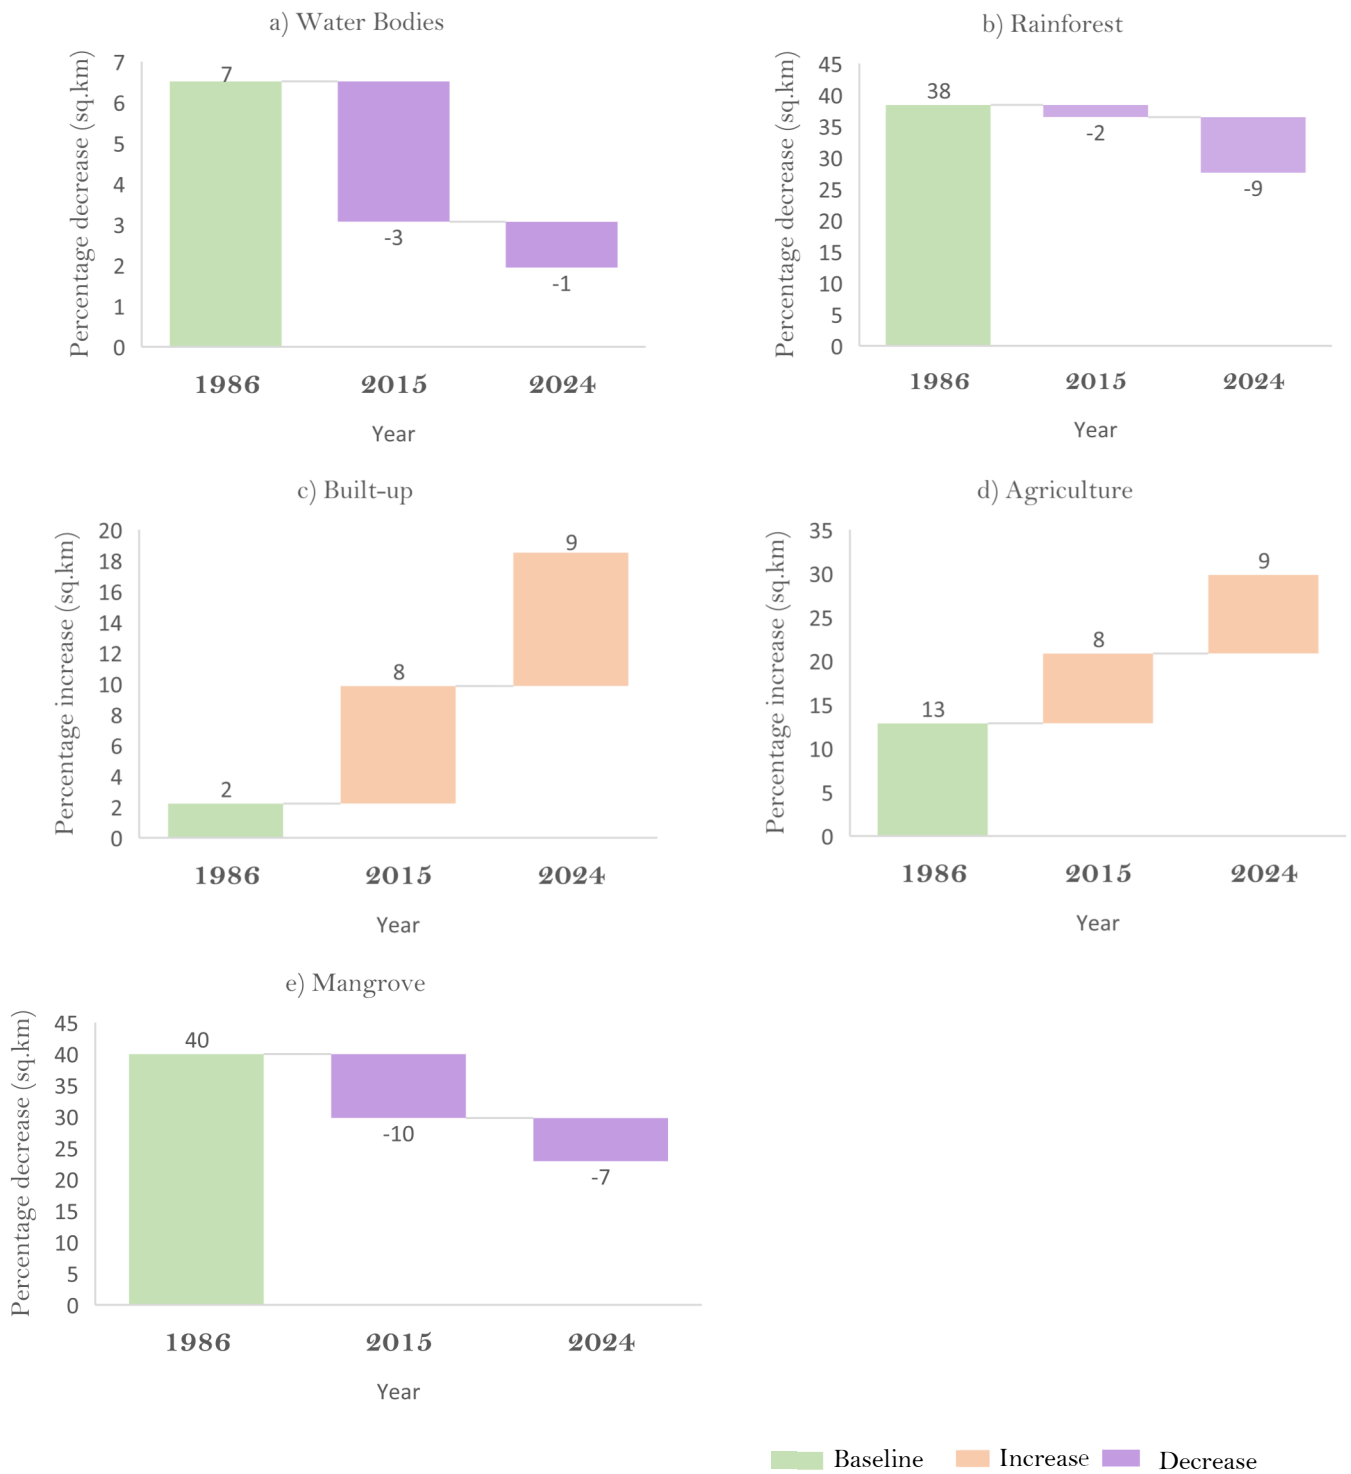 a) Water Bodies
Percentage decrease (sq.km)
7
6
5
4
3
2
1
0
7
-3
-1
1986 2015 2024
Year
b) Rainforest
Percentage decrease (sq.km)
45
40
35
30
25
20
15
10
5
0
38
-2
-9
1986 2015 2024
Year
c) Built-up
Percentage increase (sq.km)
20
18
16
14
12
10
8
6
4
2
0
2
8
9
1986 2015 2024
Year
d) Agriculture
Percentage increase (sq.km)
35
30
25
20
15
10
5
0
13
8
9
1986 2015 2024
Year
e) Mangrove
Percentage decrease (sq.km)
45
40
35
30
25
20
15
10
5
0
40
-10
-7
1986 2015 2024
Year
Baseline Increase Decrease